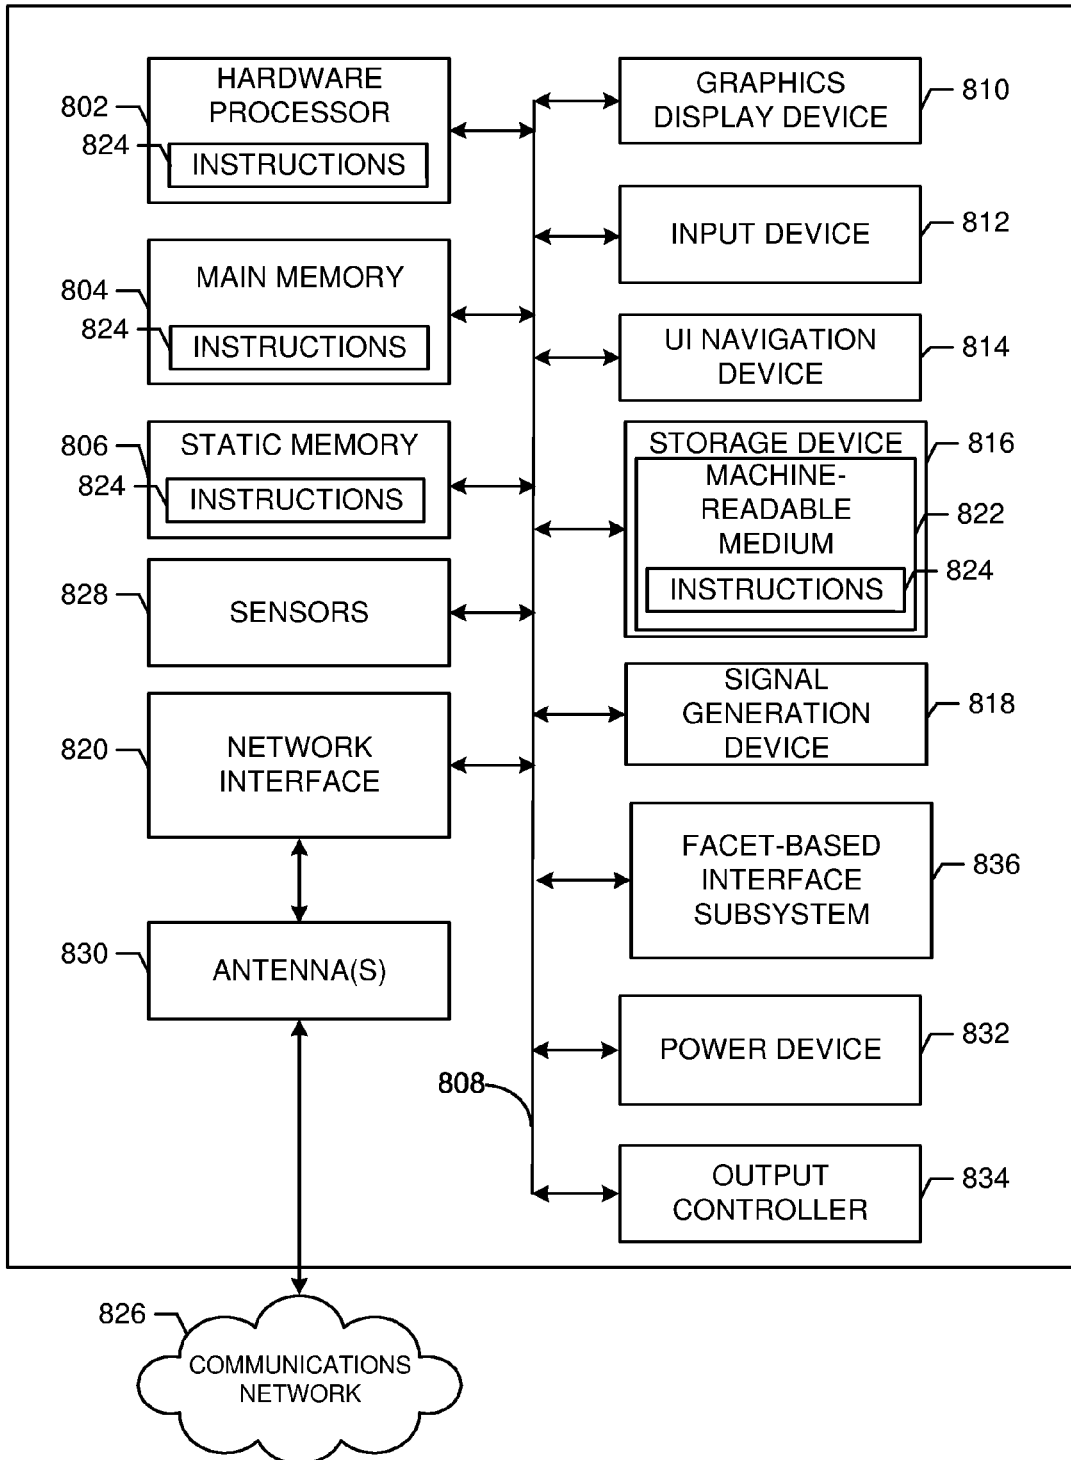 HARDWARE
PROCESSOR
802
824
INSTRUCTIONS
MAIN MEMORY
804
824
INSTRUCTIONS
STATIC MEMORY
806
824
INSTRUCTIONS
828
SENSORS
820
NETWORK
INTERFACE
830
ANTENNA(S)
808
826
COMMUNICATIONS
NETWORK
GRAPHICS
DISPLAY DEVICE
810
INPUT DEVICE
812
UI NAVIGATION
DEVICE
814
STORAGE DEVICE
816
MACHINE-
READABLE
MEDIUM
822
INSTRUCTIONS
824
SIGNAL
GENERATION
DEVICE
818
FACET-BASED
INTERFACE
SUBSYSTEM
836
POWER DEVICE
832
OUTPUT
CONTROLLER
834